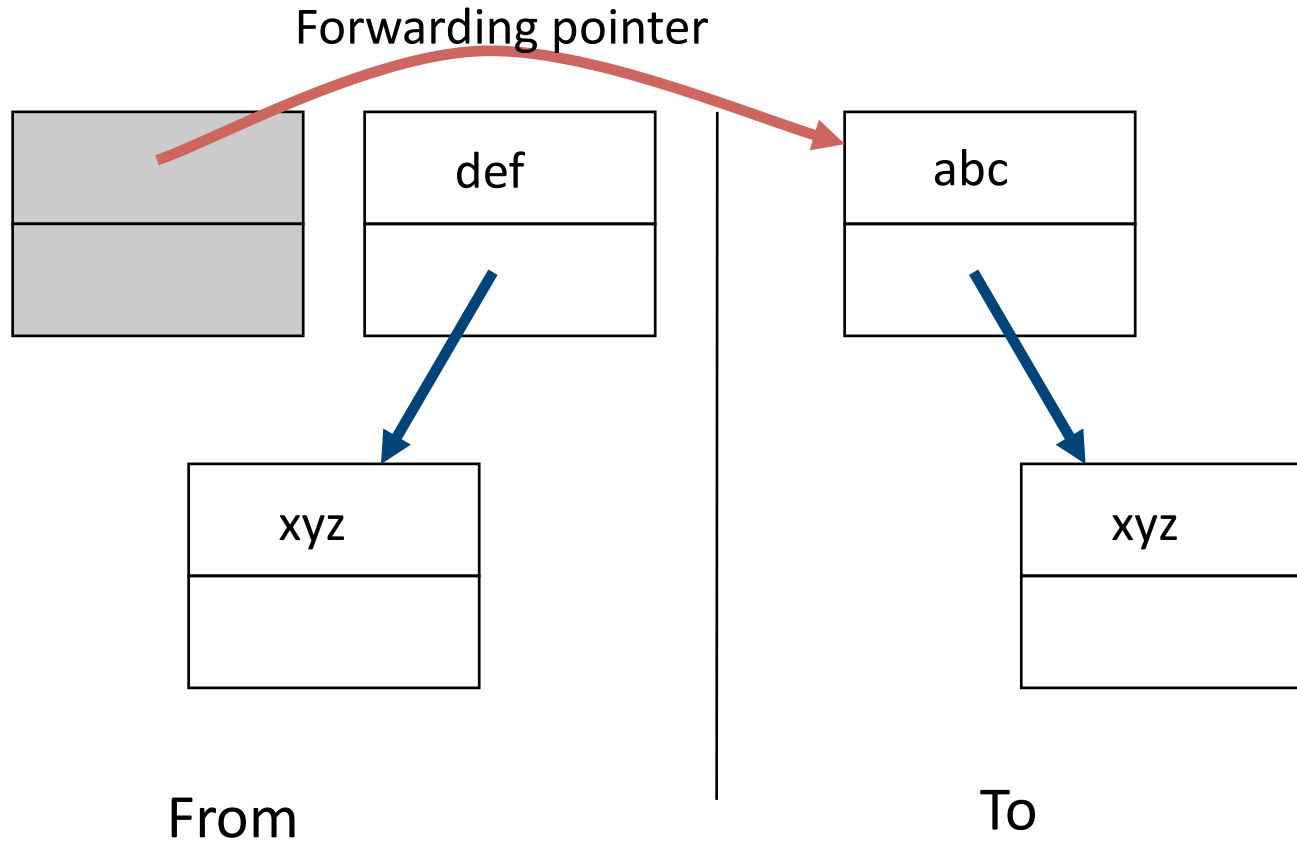 Forwarding pointer
def
abc
xyz
xyz
From
To